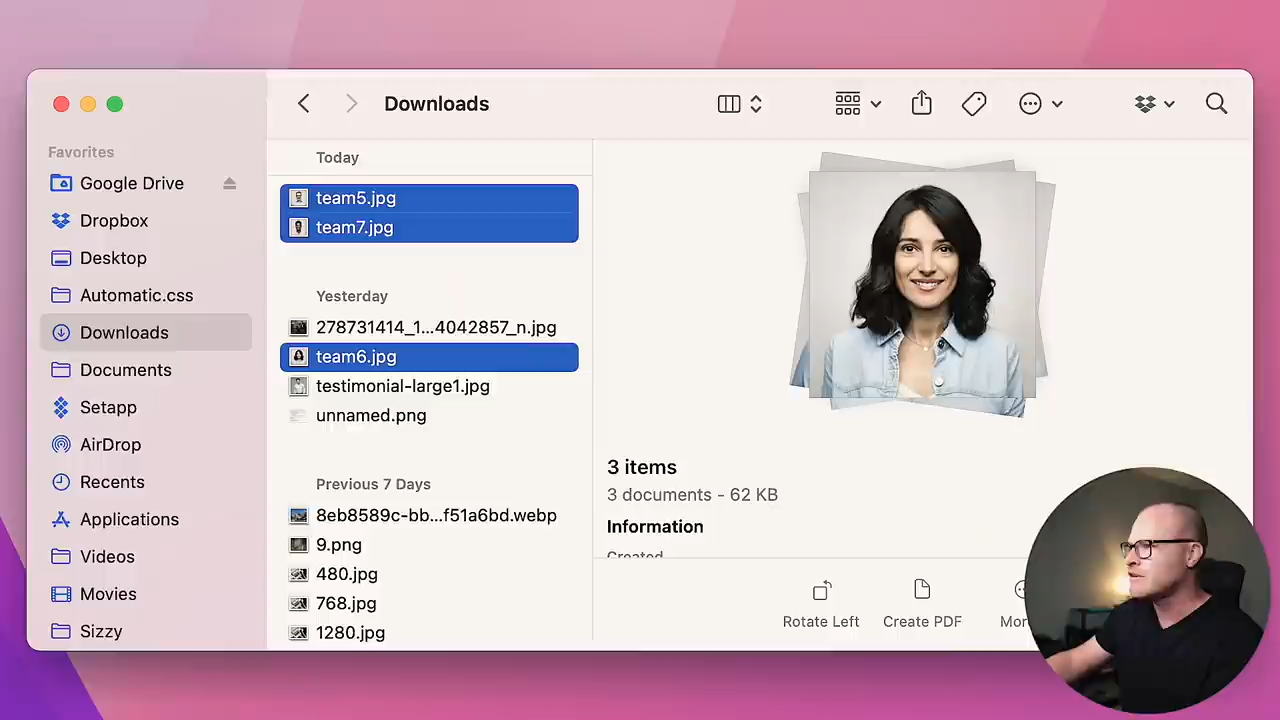 Downloads
Favorites
Google Drive
Dropbox
Desktop
Automatic.css
Downloads
Documents
Setapp
AirDrop
Recents
Applications
Videos
Movies
Sizzy
Today
team5.jpg
team7.jpg
Yesterday
278731414_1...4042857_n.jpg
team6.jpg
testimonial-large1.jpg
unnamed.png
Previous 7 Days
8eb8589c-bb...f51a6bd.webp
9.png
480.jpg
768.jpg
1280.jpg
3 items
3 documents - 62 KB
Information
Created
Rotate Left
Create PDF